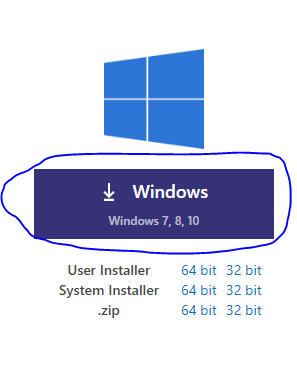 Windows
Windows 7, 8, 10
User Installer 64 bit 32 bit
System Installer 64 bit 32 bit
.zip 64 bit 32 bit